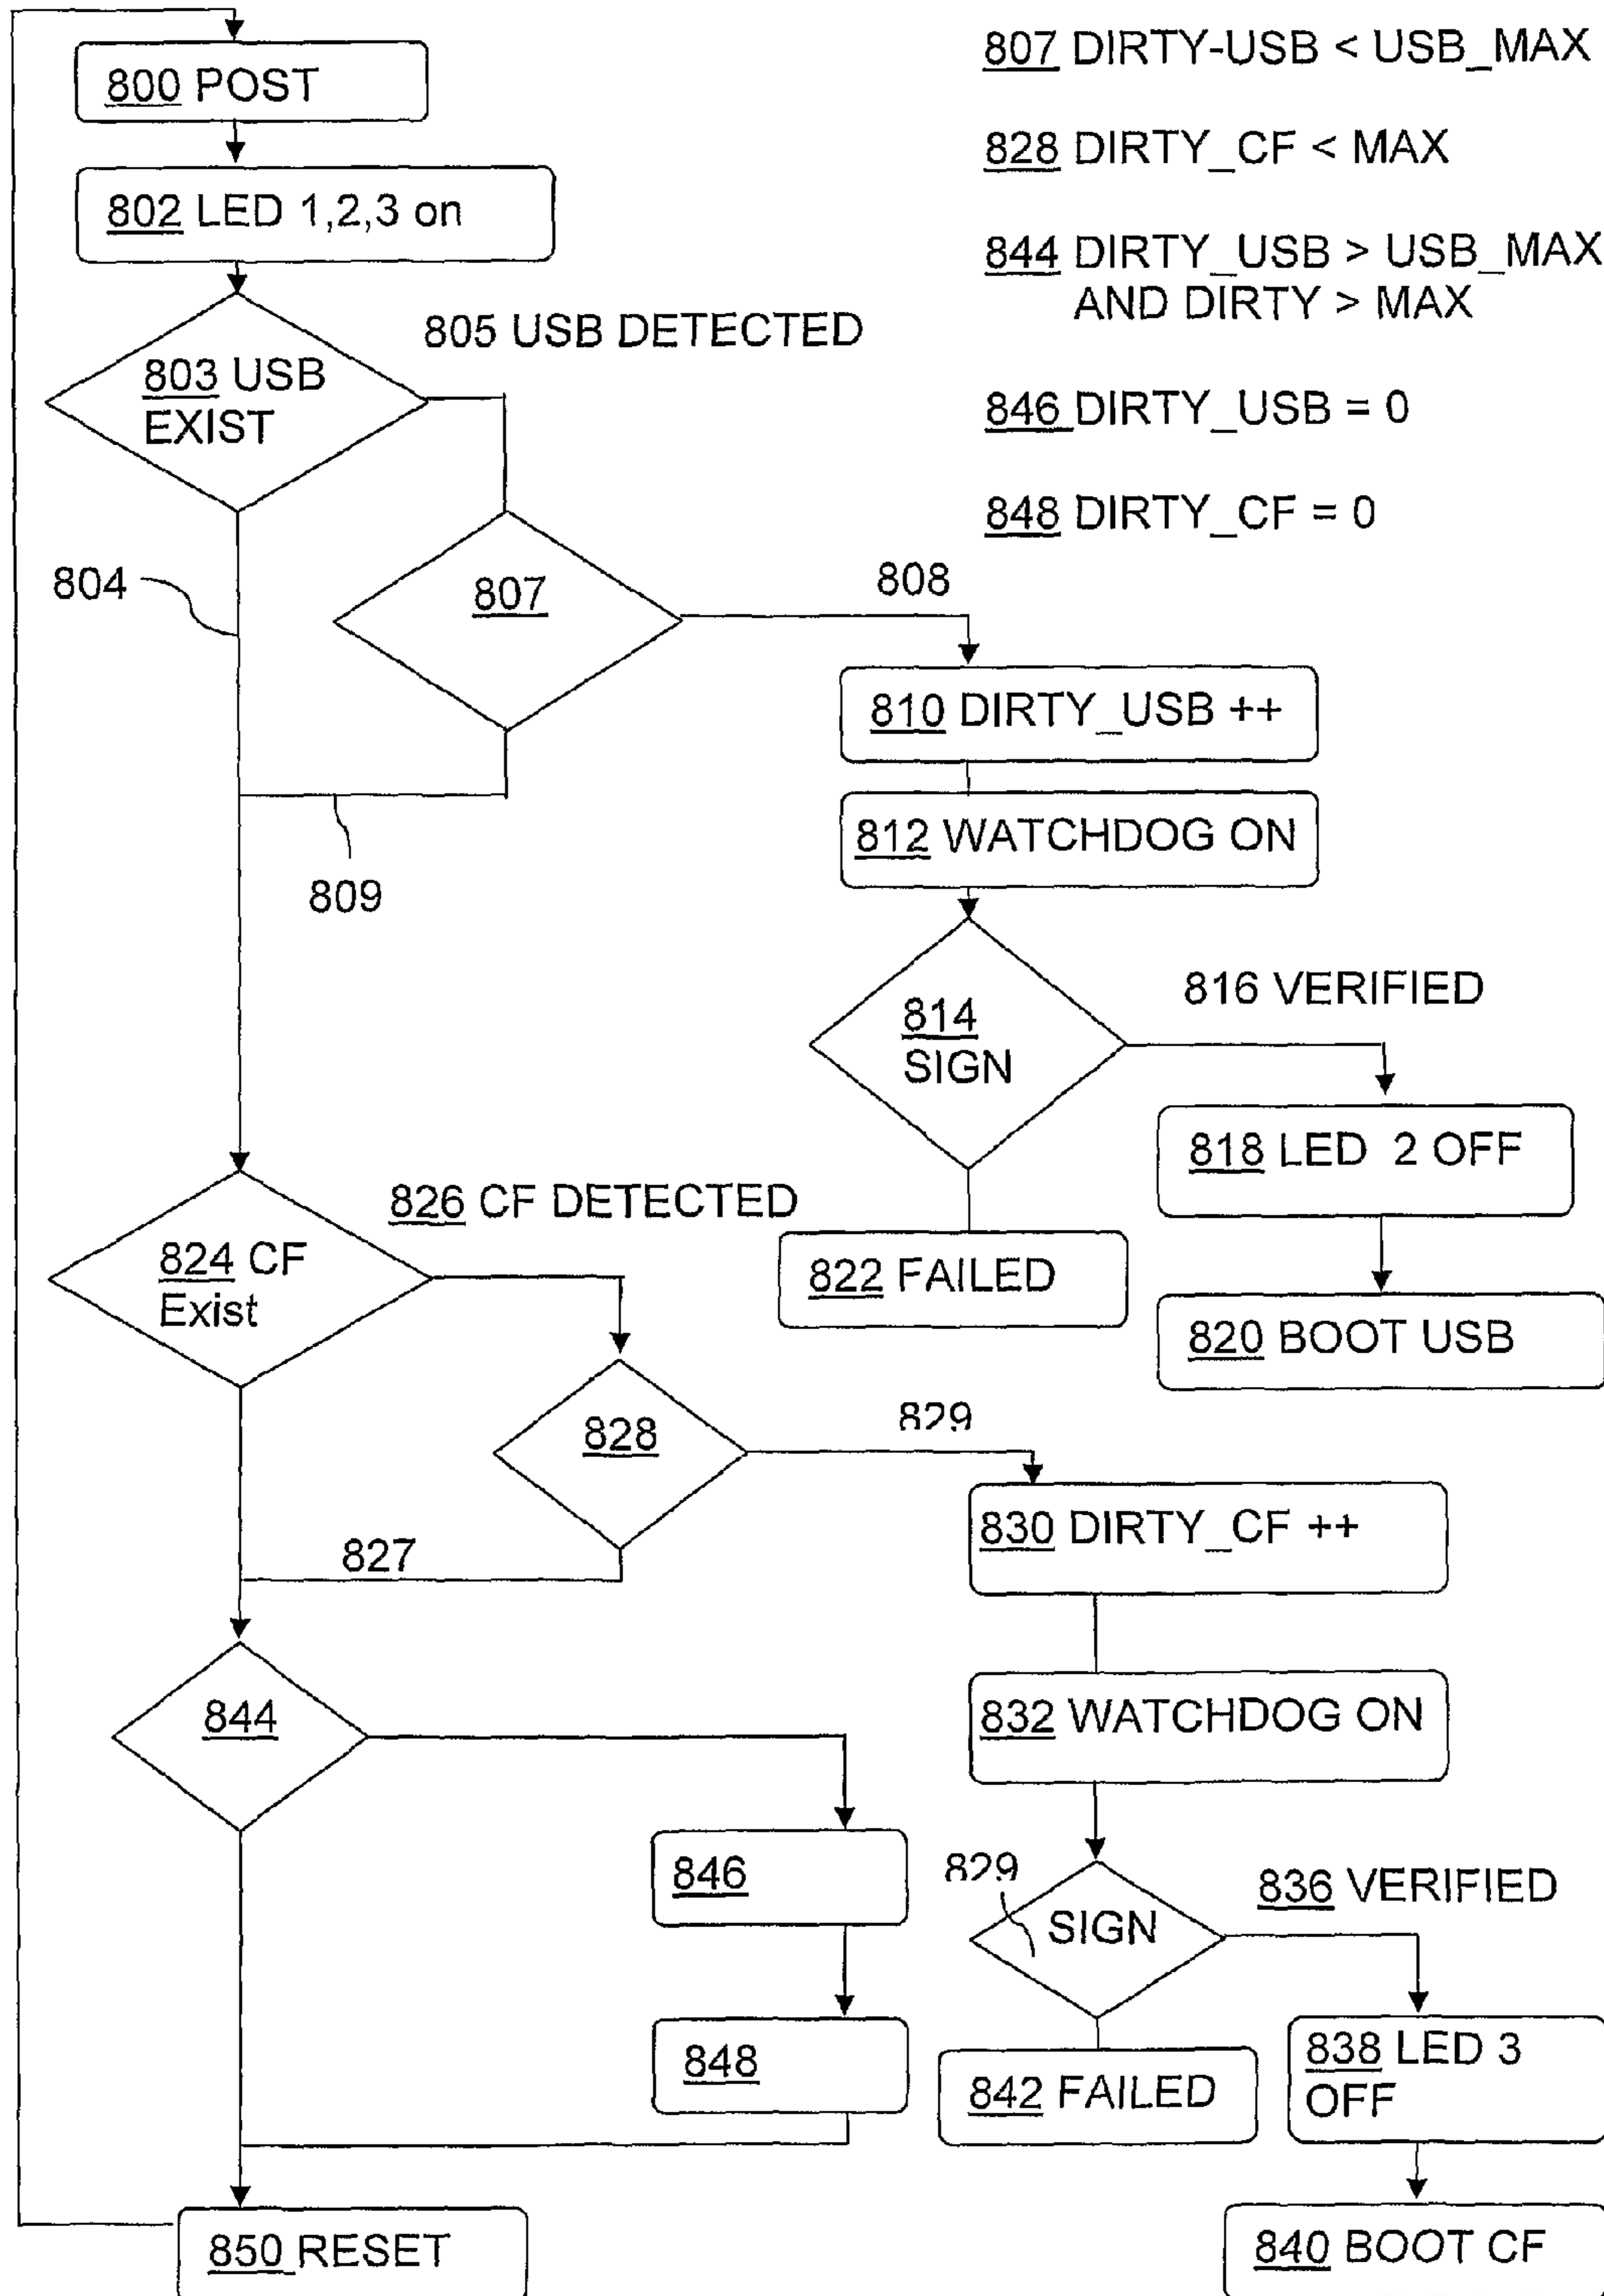 800 POST
807 DIRTY-USB < USB_MAX
828 DIRTY_CF < MAX
802 LED 1,2,3 on
844 DIRTY_USB > USB_MAX
AND DIRTY > MAX
805 USB DETECTED
803 USB
EXIST
846 DIRTY_USB = 0
848 DIRTY_CF = 0
804
807
808
810 DIRTY_USB ++
812 WATCHDOG ON
809
816 VERIFIED
814
SIGN
818 LED 2 OFF
826 CF DETECTED
824 CF
Exist
822 FAILED
820 BOOT USB
828
829
830 DIRTY_CF ++
827
844
832 WATCHDOG ON
846
829
SIGN
836 VERIFIED
848
842 FAILED
838 LED 3
OFF
850 RESET
840 BOOT CF